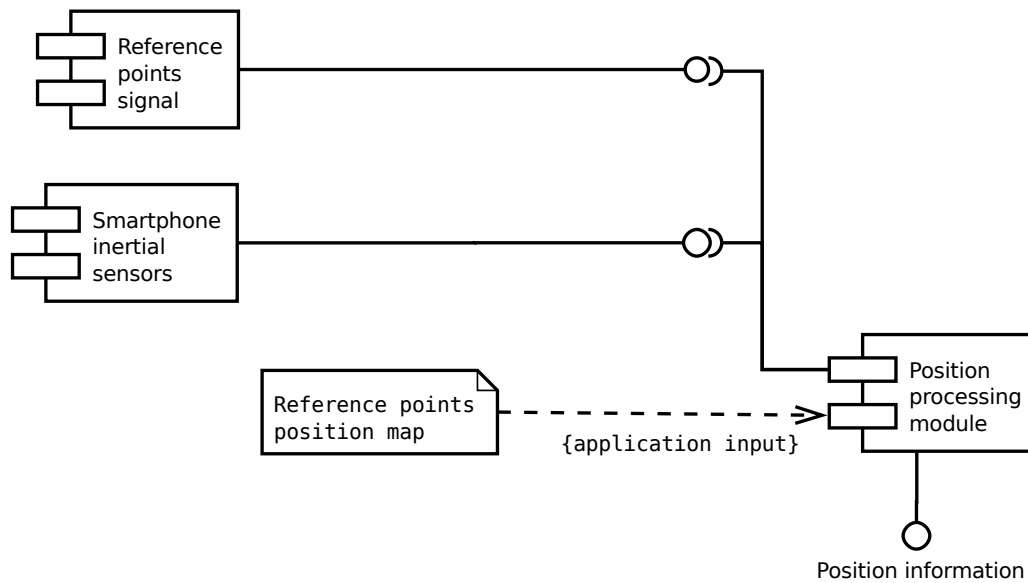 Reference
points
signal
Smartphone
inertial
sensors
Position
processing
module
Reference points
position map
{application input}
Position information